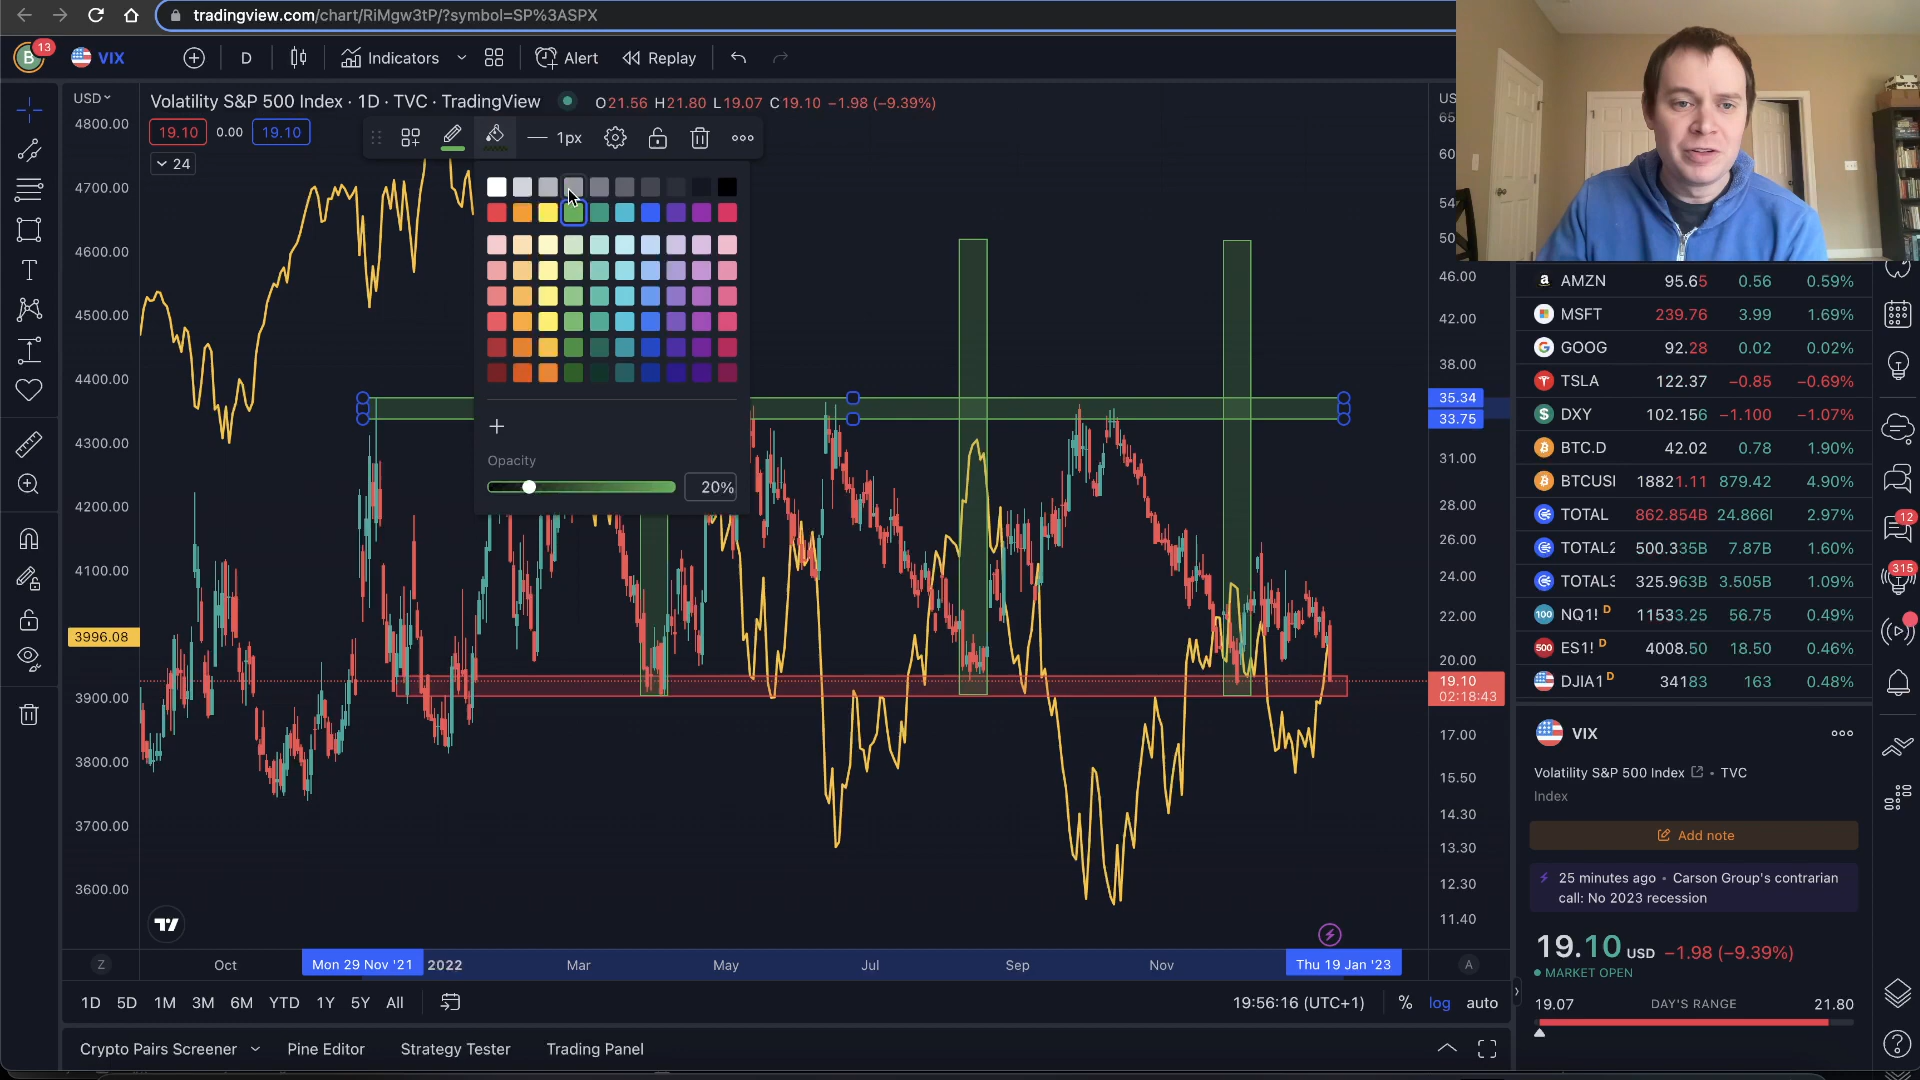 tradingview.com/chart/RiMgw3tP/?symbol=SP%3ASPX
B
13
VIX
D
Indicators
Alert
Replay
USD
Volatility S&P 500 Index · 1D · TVC · TradingView
O21.56 H21.80 L19.07 C19.10 −1.98 (−9.39%)
19.10
0.00
19.10
24
1px
Opacity
20%
4800.00
4700.00
4600.00
4500.00
4400.00
4300.00
4200.00
4100.00
3996.08
3900.00
3800.00
3700.00
3600.00
46.00
42.00
38.00
35.34
33.75
31.00
28.00
26.00
24.00
22.00
20.00
19.10
02:18:43
17.00
15.50
14.30
13.30
12.30
11.40
Z
Oct
Mon 29 Nov '21
2022
Mar
May
Jul
Sep
Nov
Thu 19 Jan '23
A
1D
5D
1M
3M
6M
YTD
1Y
5Y
All
19:56:16 (UTC+1)
%
log
auto
Crypto Pairs Screener
Pine Editor
Strategy Tester
Trading Panel
AMZN 95.65 0.56 0.59%
MSFT 239.76 3.99 1.69%
GOOG 92.28 0.02 0.02%
TSLA 122.37 −0.85 −0.69%
DXY 102.156 −1.100 −1.07%
BTC.D 42.02 0.78 1.90%
BTCUSI 18821.11 879.42 4.90%
TOTAL 862.854B 24.866I 2.97%
TOTAL2 500.335B 7.87B 1.60%
TOTAL3 325.963B 3.505B 1.09%
100 NQ1! D 11533.25 56.75 0.49%
500 ES1! D 4008.50 18.50 0.46%
DJIA1 D 34183 163 0.48%
VIX
Volatility S&P 500 Index • TVC
Index
Add note
25 minutes ago • Carson Group's contrarian
call: No 2023 recession
19.10 USD −1.98 (−9.39%)
MARKET OPEN
19.07 DAY'S RANGE 21.80
12
315